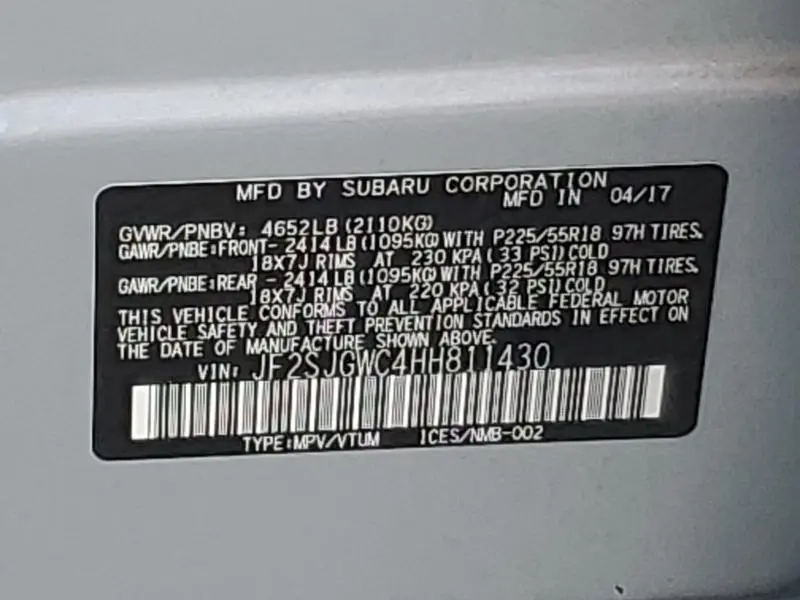 MFD BY SUBARU CORPORATION
MFD IN 04/17
GVWR/PNBV: 4652LB (2110KG)
GAWR/PNBE:FRONT- 2414LB (1095KG) WITH P225/55R18 97H TIRES.
18X7J RIMS AT 230 KPA ( 33 PSI) COLD
GAWR/PNBE:REAR - 2414LB (1095KG) WITH P225/55R18 97H TIRES.
18X7J RIMS AT 220 KPA ( 32 PSI) COLD
THIS VEHICLE CONFORMS TO ALL APPLICABLE FEDERAL MOTOR
VEHICLE SAFETY AND THEFT PREVENTION STANDARDS IN EFFECT ON
THE DATE OF MANUFACTURE SHOWN ABOVE.
VIN: JF2SJGWC4HH811430
TYPE:MPV/VTUM ICES/NMB-002